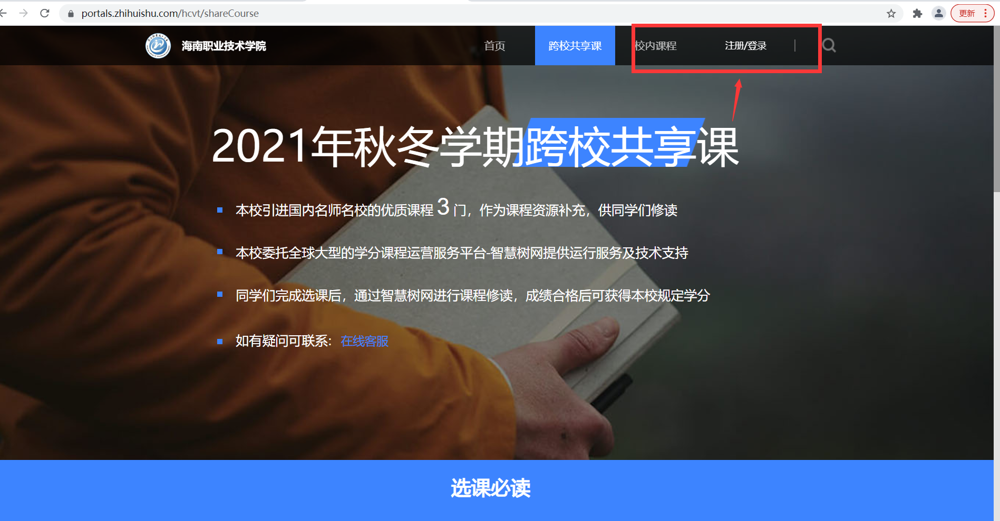 portals.zhihuishu.com/hcvt/shareCourse
更新
海南职业技术学院
首页
跨校共享课
校内课程
注册/登录
2021年秋冬学期跨校共享课
本校引进国内名师名校的优质课程 3 门，作为课程资源补充，供同学们修读
本校委托全球大型的学分课程运营服务平台-智慧树网提供运行服务及技术支持
同学们完成选课后，通过智慧树网进行课程修读，成绩合格后可获得本校规定学分
如有疑问可联系：在线客服
选课必读